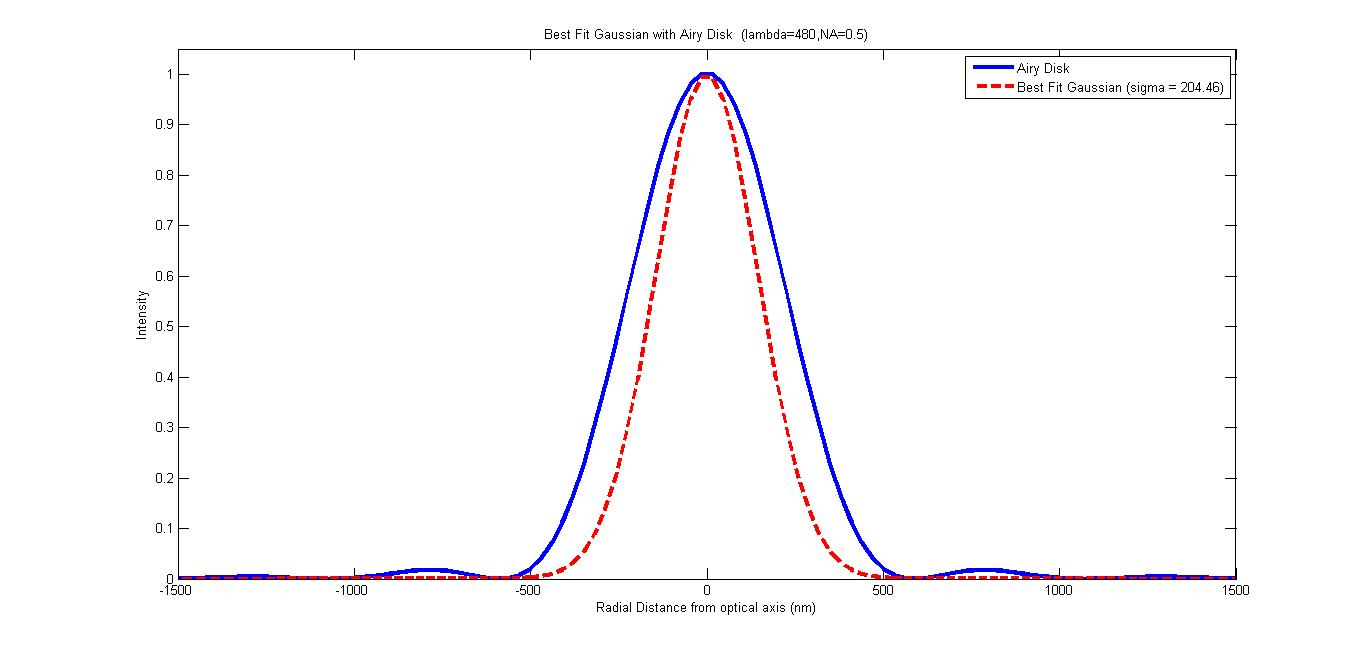 Best Fit Gaussian with Airy Disk  (lambda=480,NA=0.5)
Airy Disk
Best Fit Gaussian (sigma = 204.46)
1
0.9
0.8
0.7
0.6
0.5
0.4
0.3
0.2
0.1
0
Intensity
-1500 -1000 -500 0 500 1000 1500
Radial Distance from optical axis (nm)